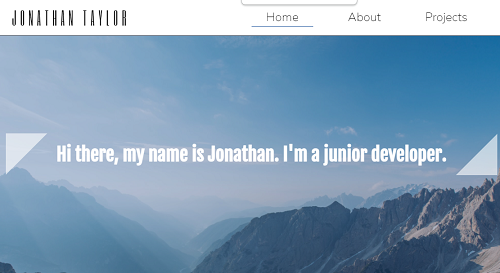 JONATHAN TAYLOR
Home About Projects
Hi there, my name is Jonathan. I'm a junior developer.